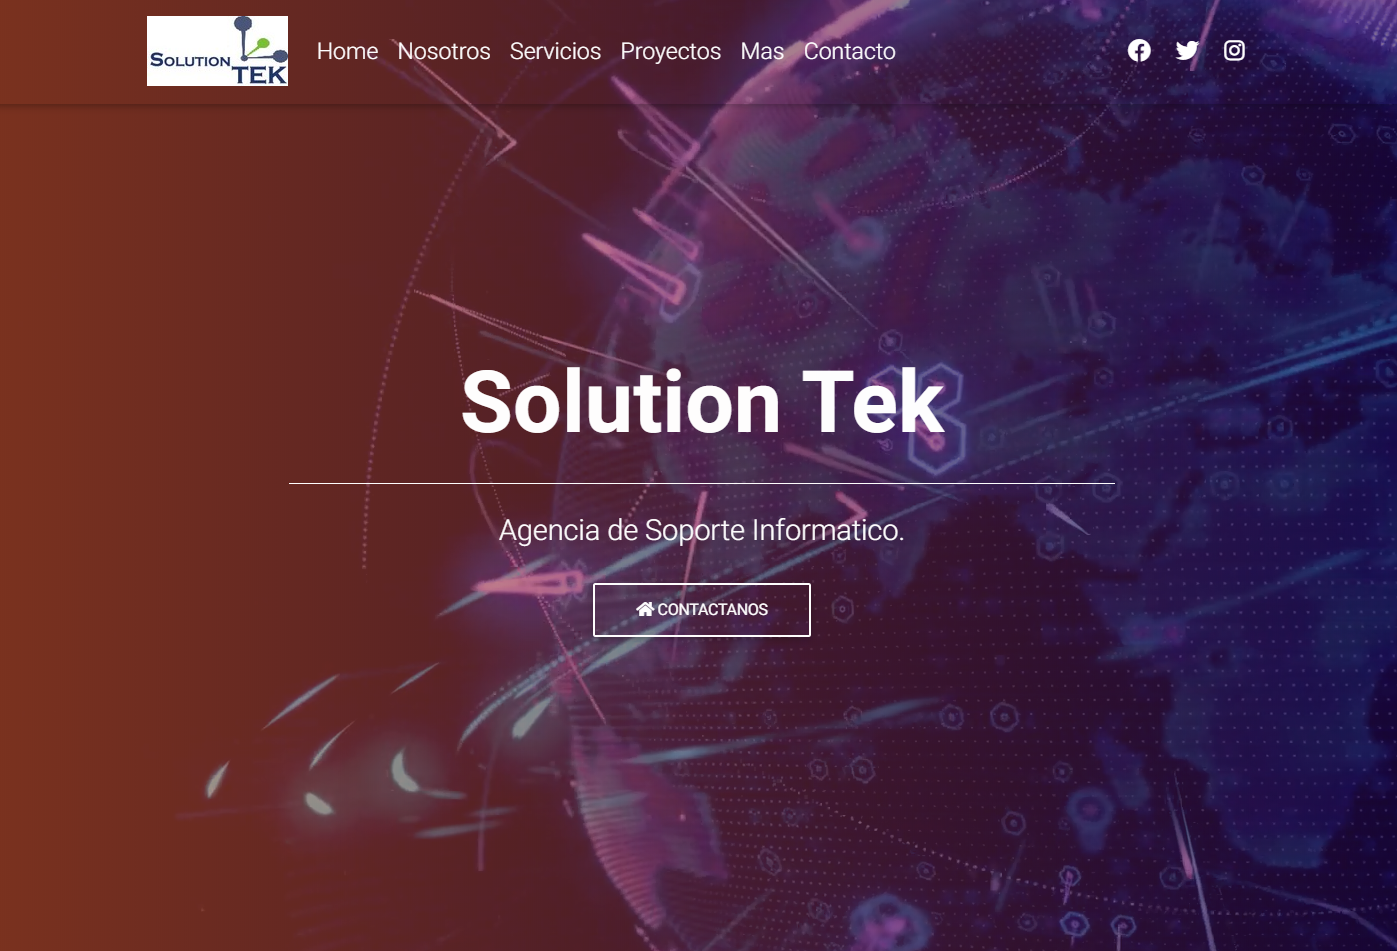 SOLUTION TEK
Home Nosotros Servicios Proyectos Mas Contacto
Solution Tek
Agencia de Soporte Informatico.
CONTACTANOS